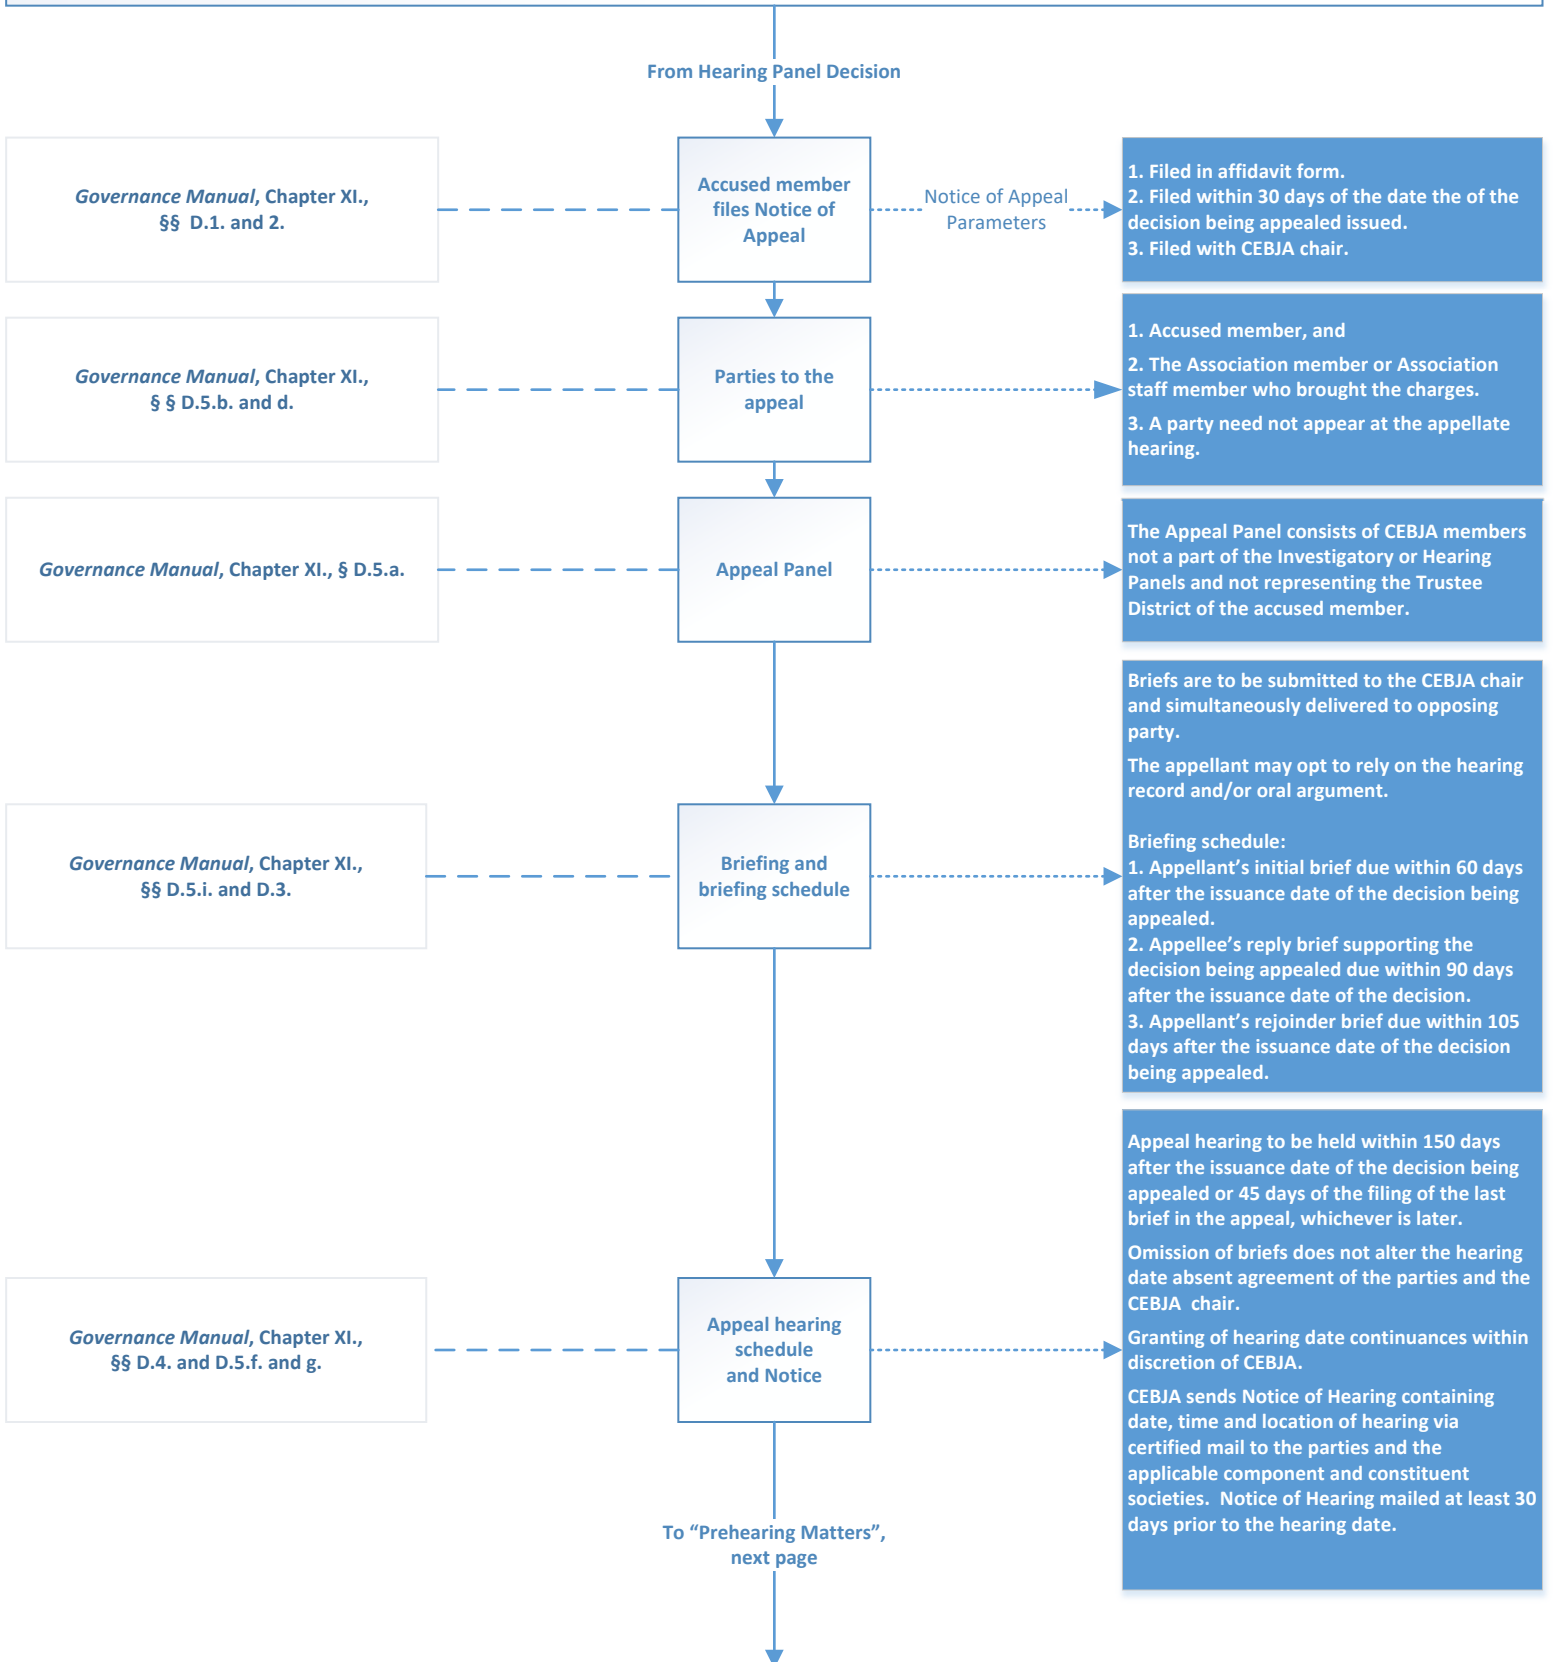 From Hearing Panel Decision
Governance Manual, Chapter XI.,
§§ D.1. and 2.
Accused member
files Notice of
Appeal
Notice of Appeal
Parameters
1. Filed in affidavit form.
2. Filed within 30 days of the date the of the
decision being appealed issued.
3. Filed with CEBJA chair.
Governance Manual, Chapter XI.,
§ § D.5.b. and d.
Parties to the
appeal
1. Accused member, and
2. The Association member or Association
staff member who brought the charges.
3. A party need not appear at the appellate
hearing.
Governance Manual, Chapter XI., § D.5.a.
Appeal Panel
The Appeal Panel consists of CEBJA members
not a part of the Investigatory or Hearing
Panels and not representing the Trustee
District of the accused member.
Governance Manual, Chapter XI.,
§§ D.5.i. and D.3.
Briefing and
briefing schedule
Briefs are to be submitted to the CEBJA chair
and simultaneously delivered to opposing
party.
The appellant may opt to rely on the hearing
record and/or oral argument.
Briefing schedule:
1. Appellant’s initial brief due within 60 days
after the issuance date of the decision being
appealed.
2. Appellee’s reply brief supporting the
decision being appealed due within 90 days
after the issuance date of the decision.
3. Appellant’s rejoinder brief due within 105
days after the issuance date of the decision
being appealed.
Governance Manual, Chapter XI.,
§§ D.4. and D.5.f. and g.
Appeal hearing
schedule
and Notice
Appeal hearing to be held within 150 days
after the issuance date of the decision being
appealed or 45 days of the filing of the last
brief in the appeal, whichever is later.
Omission of briefs does not alter the hearing
date absent agreement of the parties and the
CEBJA chair.
Granting of hearing date continuances within
discretion of CEBJA.
CEBJA sends Notice of Hearing containing
date, time and location of hearing via
certified mail to the parties and the
applicable component and constituent
societies. Notice of Hearing mailed at least 30
days prior to the hearing date.
To “Prehearing Matters”,
next page